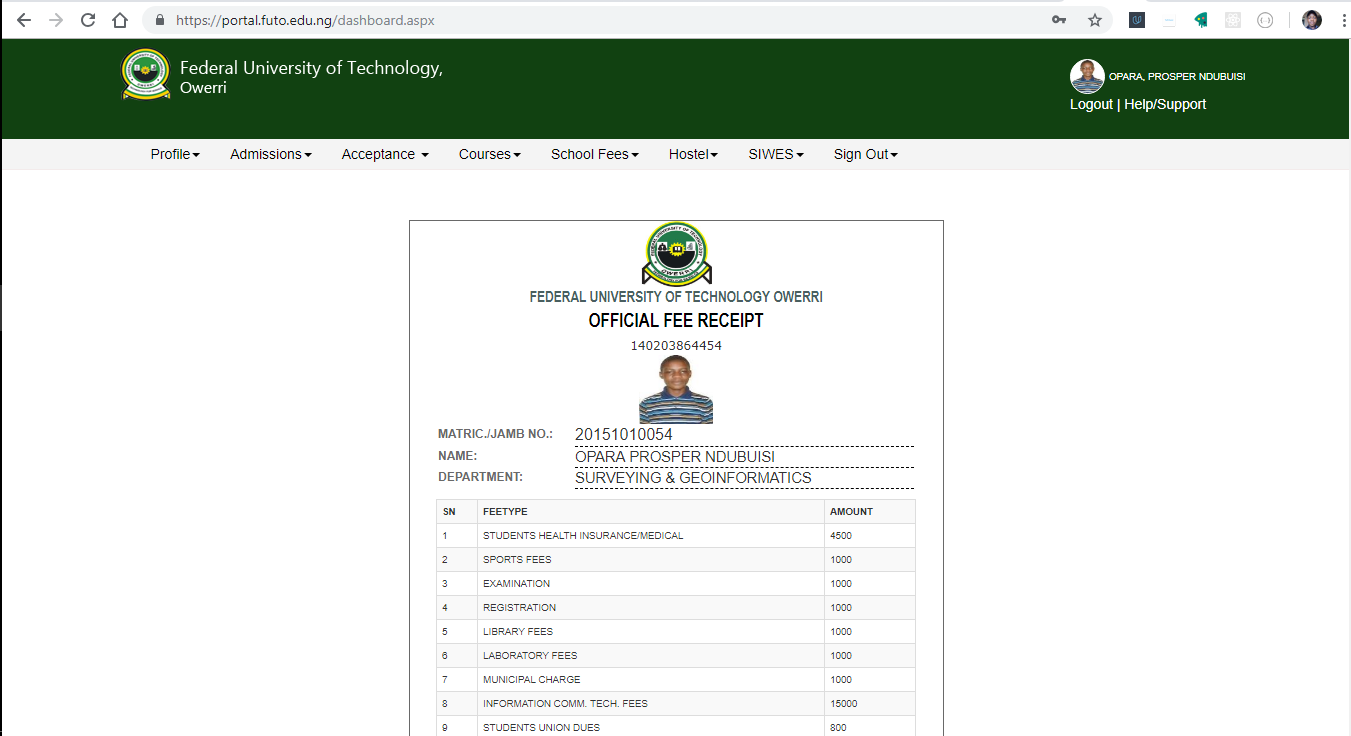 https://portal.futo.edu.ng/dashboard.aspx
Federal University of Technology,
Owerri
OPARA, PROSPER NDUBUISI
Logout | Help/Support
Profile Admissions Acceptance Courses School Fees Hostel SIWES Sign Out
FEDERAL UNIVERSITY OF TECHNOLOGY OWERRI
OFFICIAL FEE RECEIPT
140203864454
MATRIC./JAMB NO.: 20151010054
NAME: OPARA PROSPER NDUBUISI
DEPARTMENT: SURVEYING & GEOINFORMATICS
SN FEETYPE AMOUNT
1 STUDENTS HEALTH INSURANCE/MEDICAL 4500
2 SPORTS FEES 1000
3 EXAMINATION 1000
4 REGISTRATION 1000
5 LIBRARY FEES 1000
6 LABORATORY FEES 1000
7 MUNICIPAL CHARGE 1000
8 INFORMATION COMM. TECH. FEES 15000
9 STUDENTS UNION DUES 800